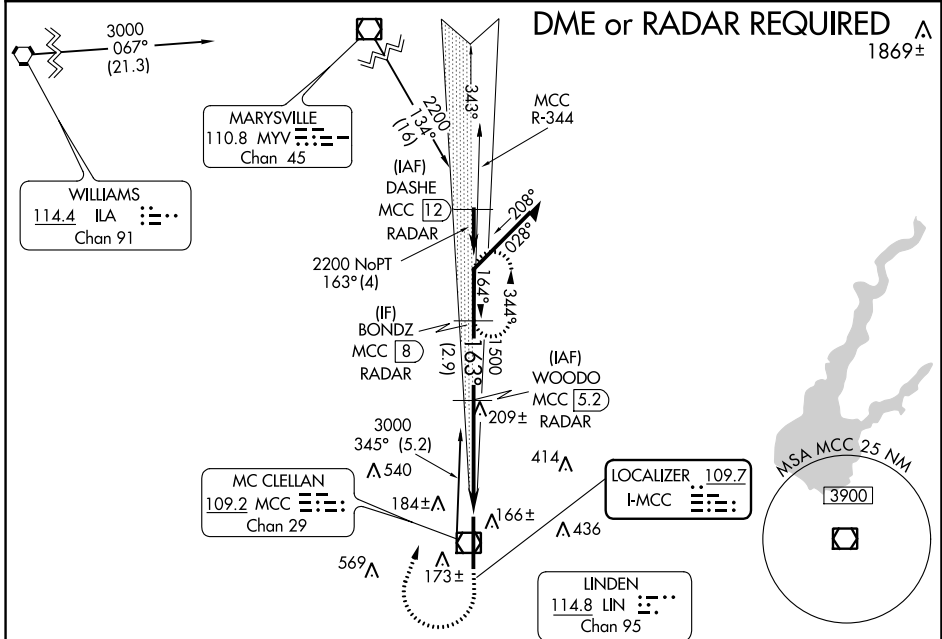 DME or RADAR REQUIRED
1869±
3000
067°
(21.3)
WILLIAMS
114.4 ILA
Chan 91
MARYSVILLE
110.8 MYV
Chan 45
2200
134°
(16)
343°
MCC
R-344
(IAF)
DASHE
MCC 12
RADAR
208°
028°
2200 NoPT
163° (4)
164°
344°
(IF)
BONDZ
MCC 8
RADAR
(2.9)
163°
1500
(IAF)
WOODO
MCC 5.2
RADAR
209±
3000
345° (5.2)
540
414
MC CLELLAN
109.2 MCC
Chan 29
184±
166±
436
LOCALIZER 109.7
I-MCC
569
173±
LINDEN
114.8 LIN
Chan 95
MSA MCC 25 NM
3900